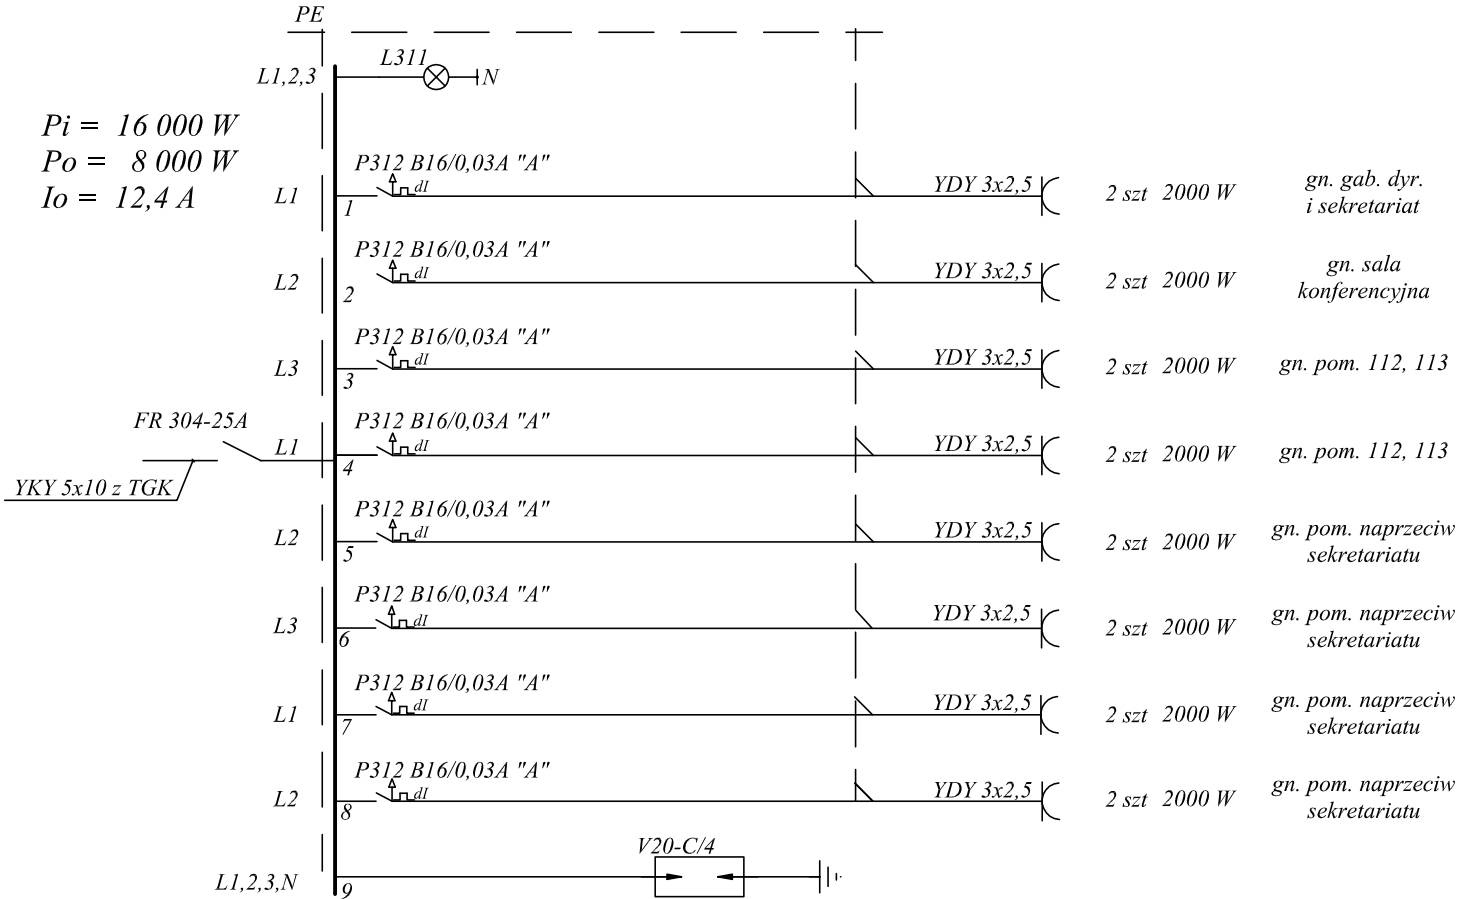 PE
L1,2,3
L311
N
Pi = 16 000 W
Po = 8 000 W
Io = 12,4 A
L1
1
P312 B16/0,03A "A"
dI
YDY 3x2,5
2 szt 2000 W
gn. gab. dyr.
i sekretariat
L2
2
P312 B16/0,03A "A"
dI
YDY 3x2,5
2 szt 2000 W
gn. sala
konferencyjna
L3
3
P312 B16/0,03A "A"
dI
YDY 3x2,5
2 szt 2000 W
gn. pom. 112, 113
FR 304-25A
YKY 5x10 z TGK
L1
4
P312 B16/0,03A "A"
dI
YDY 3x2,5
2 szt 2000 W
gn. pom. 112, 113
L2
5
P312 B16/0,03A "A"
dI
YDY 3x2,5
2 szt 2000 W
gn. pom. naprzeciw
sekretariatu
L3
6
P312 B16/0,03A "A"
dI
YDY 3x2,5
2 szt 2000 W
gn. pom. naprzeciw
sekretariatu
L1
7
P312 B16/0,03A "A"
dI
YDY 3x2,5
2 szt 2000 W
gn. pom. naprzeciw
sekretariatu
L2
8
P312 B16/0,03A "A"
dI
YDY 3x2,5
2 szt 2000 W
gn. pom. naprzeciw
sekretariatu
L1,2,3,N
9
V20-C/4